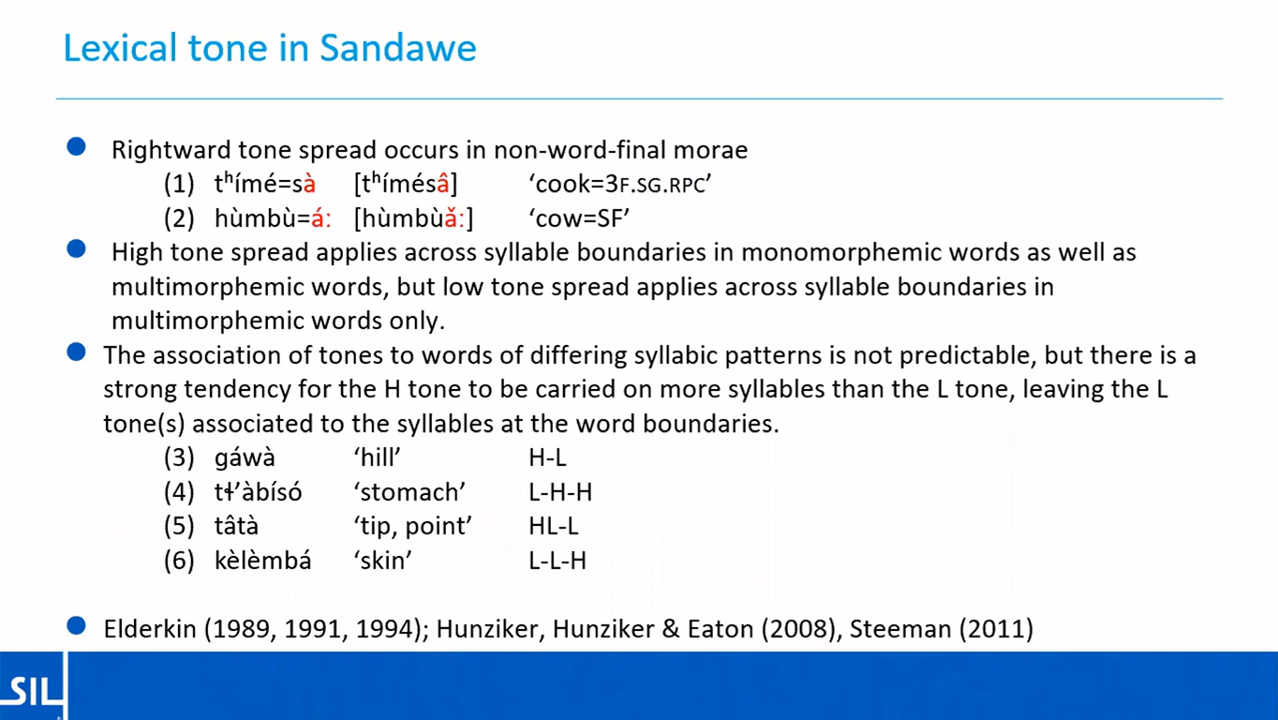 Lexical tone in Sandawe
● Rightward tone spread occurs in non-word-final morae
(1) tʰímé=sà [tʰímésâ] ‘cook=3F.SG.RPC’
(2) hùmbù=áː [hùmbùǎː] ‘cow=SF’
● High tone spread applies across syllable boundaries in monomorphemic words as well as
multimorphemic words, but low tone spread applies across syllable boundaries in
multimorphemic words only.
● The association of tones to words of differing syllabic patterns is not predictable, but there is a
strong tendency for the H tone to be carried on more syllables than the L tone, leaving the L
tone(s) associated to the syllables at the word boundaries.
(3) gáwà ‘hill’ H-L
(4) tɬ’àbísó ‘stomach’ L-H-H
(5) tâtà ‘tip, point’ HL-L
(6) kèlèmbá ‘skin’ L-L-H
● Elderkin (1989, 1991, 1994); Hunziker, Hunziker & Eaton (2008), Steeman (2011)
SIL